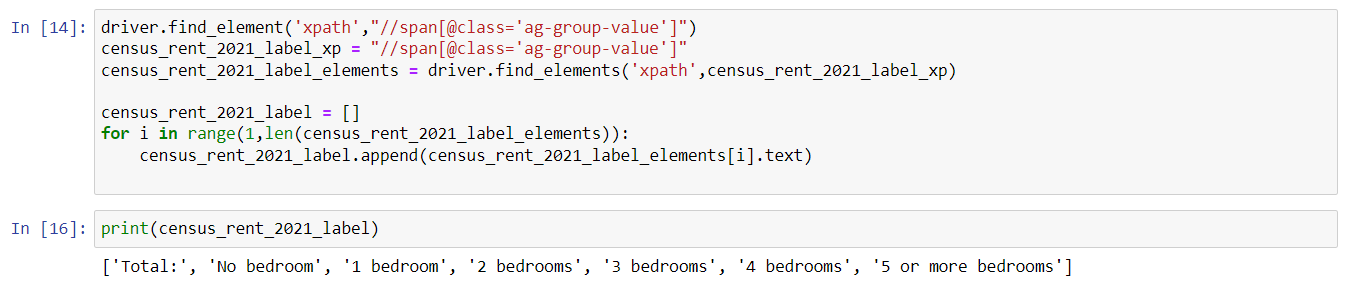 In [14]: driver.find_element('xpath',"//span[@class='ag-group-value']")
census_rent_2021_label_xp = "//span[@class='ag-group-value']"
census_rent_2021_label_elements = driver.find_elements('xpath',census_rent_2021_label_xp)
census_rent_2021_label = []
for i in range(1,len(census_rent_2021_label_elements)):
    census_rent_2021_label.append(census_rent_2021_label_elements[i].text)
In [16]: print(census_rent_2021_label)
['Total:', 'No bedroom', '1 bedroom', '2 bedrooms', '3 bedrooms', '4 bedrooms', '5 or more bedrooms']